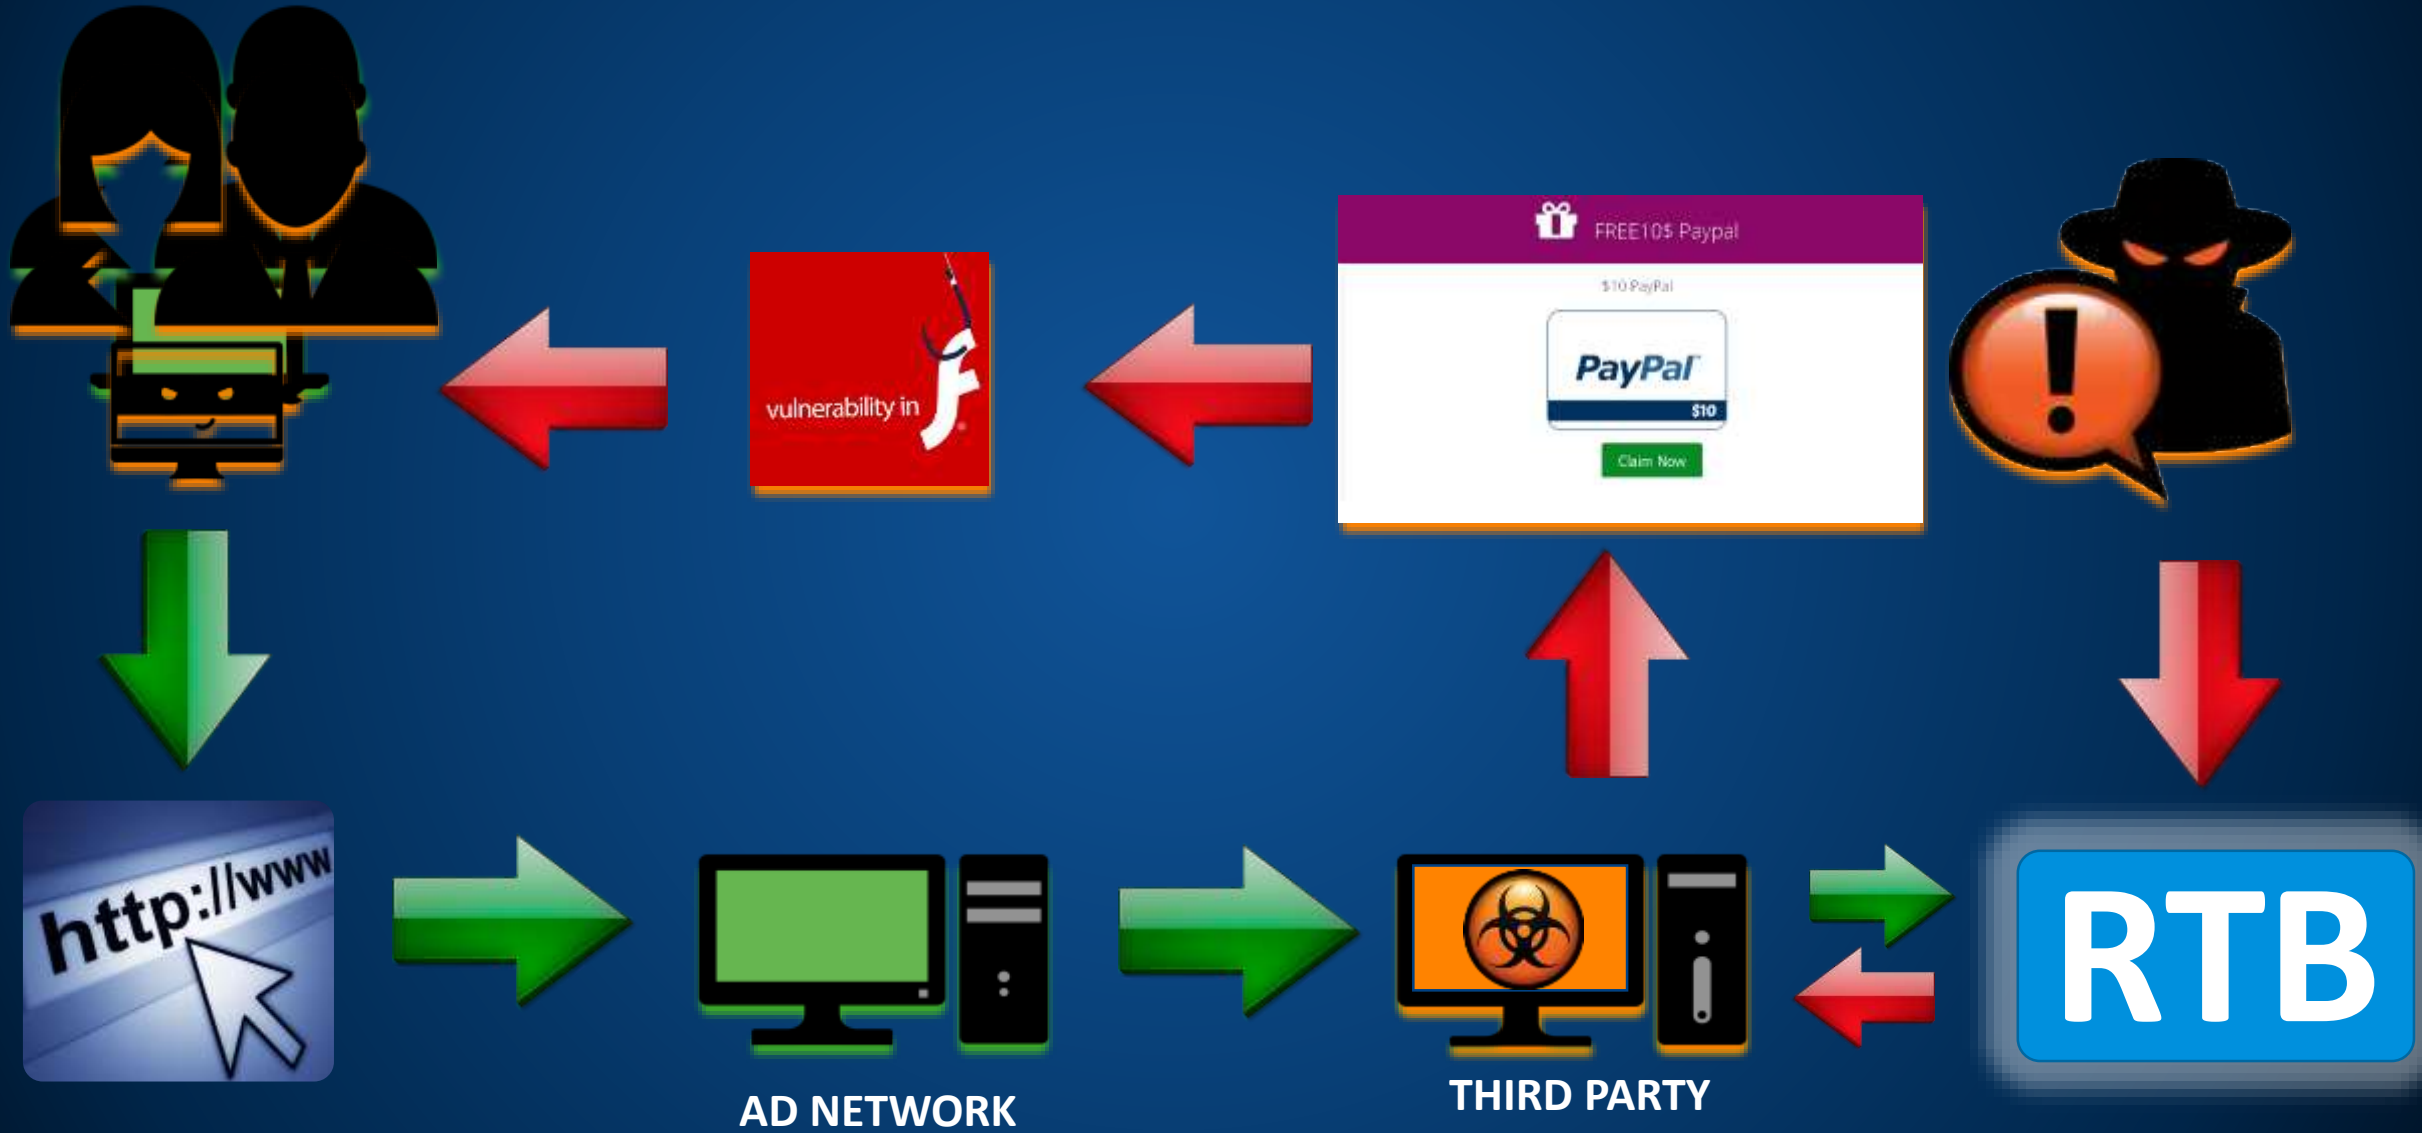 FREE10$ Paypal
$10 PayPal
PayPal
$10
Claim Now
vulnerability in
http://www
RTB
AD NETWORK
THIRD PARTY